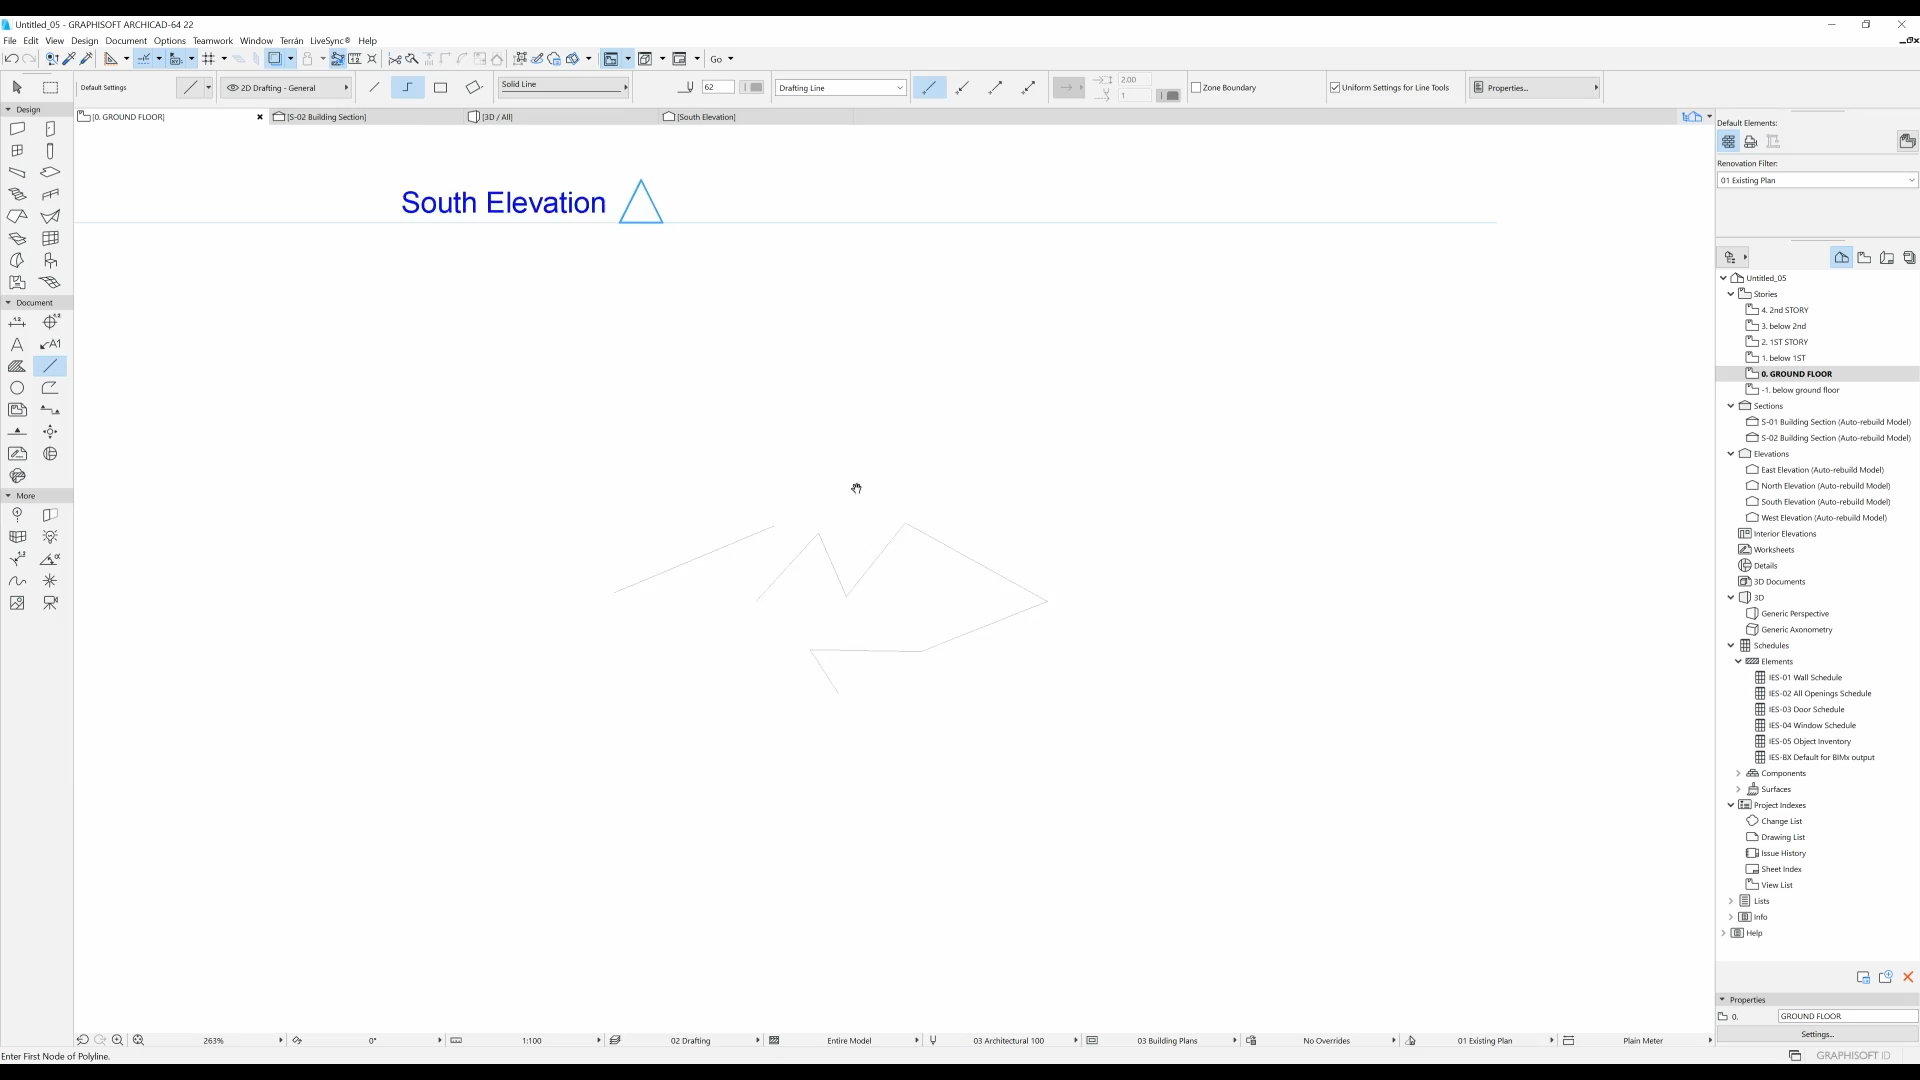 Untitled_05 - GRAPHISOFT ARCHICAD-64 22
File Edit View Design Document Options Teamwork Window Terrán LiveSync® Help
Go
Default Settings
2D Drafting - General
Solid Line
62
Drafting Line
2.00
1
Zone Boundary
Uniform Settings for Line Tools
Properties...
Design
[0. GROUND FLOOR]
[S-02 Building Section]
[3D / All]
[South Elevation]
Default Elements:
Renovation Filter:
01 Existing Plan
South Elevation
Untitled_05
Stories
4. 2nd STORY
3. below 2nd
2. 1ST STORY
1. below 1ST
0. GROUND FLOOR
-1. below ground floor
Sections
S-01 Building Section (Auto-rebuild Model)
S-02 Building Section (Auto-rebuild Model)
Elevations
East Elevation (Auto-rebuild Model)
North Elevation (Auto-rebuild Model)
South Elevation (Auto-rebuild Model)
West Elevation (Auto-rebuild Model)
Interior Elevations
Worksheets
Details
3D Documents
3D
Generic Perspective
Generic Axonometry
Schedules
Elements
IES-01 Wall Schedule
IES-02 All Openings Schedule
IES-03 Door Schedule
IES-04 Window Schedule
IES-05 Object Inventory
IES-BX Default for BIMx output
Components
Surfaces
Project Indexes
Change List
Drawing List
Issue History
Sheet Index
View List
Lists
Info
Help
Document
1.2
1.2
A
A1
More
1
1.2
α
Properties
0.
GROUND FLOOR
Settings...
263%
0°
1:100
02 Drafting
Entire Model
03 Architectural 100
03 Building Plans
No Overrides
01 Existing Plan
Plain Meter
Enter First Node of Polyline.
GRAPHISOFT ID